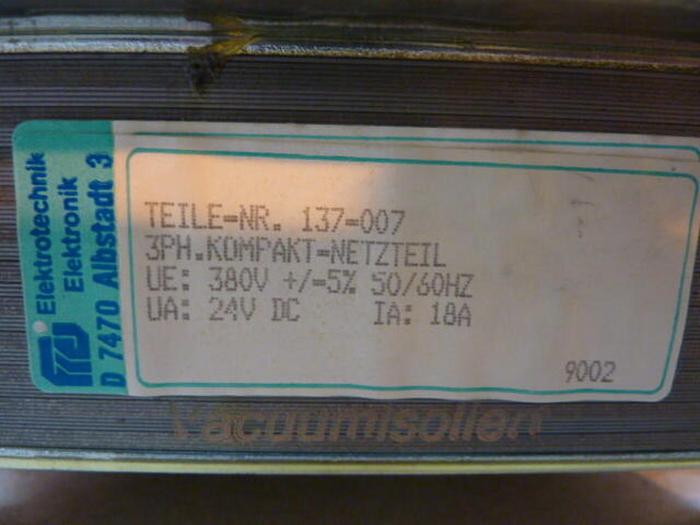 Elektrotechnik
Elektronik
D 7470 Albstadt 3
TEILE-NR. 137-007
3PH.KOMPAKT-NETZTEIL
UE: 380V +/-5% 50/60HZ
UA: 24V DC IA: 18A
9002